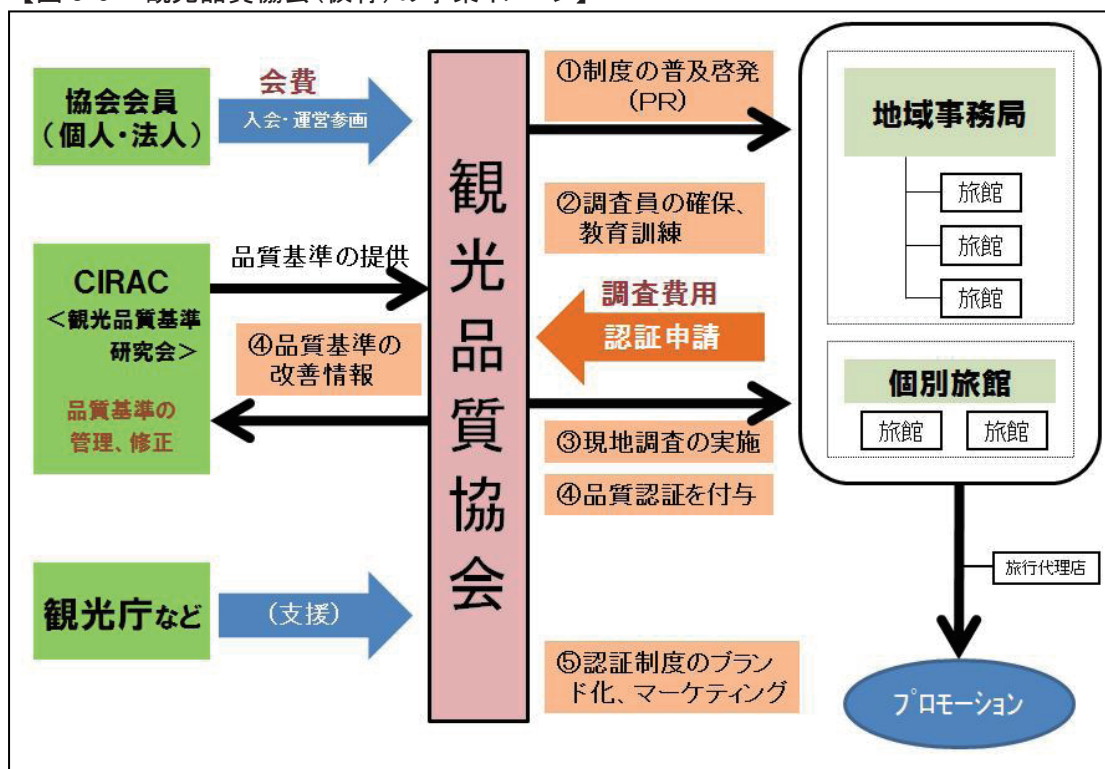 協会会員
(個人・法人)
会費
入会・運営参画
CIRAC
<観光品質基準
研究会>
品質基準の
管理、修正
品質基準の提供
④品質基準の
改善情報
観光庁など
(支援)
観光品質協会
①制度の普及啓発
(PR)
②調査員の確保、
教育訓練
調査費用
認証申請
③現地調査の実施
④品質認証を付与
⑤認証制度のブラン
ド化、マーケティング
地域事務局
旅館
旅館
旅館
個別旅館
旅館
旅館
旅行代理店
プロモーション